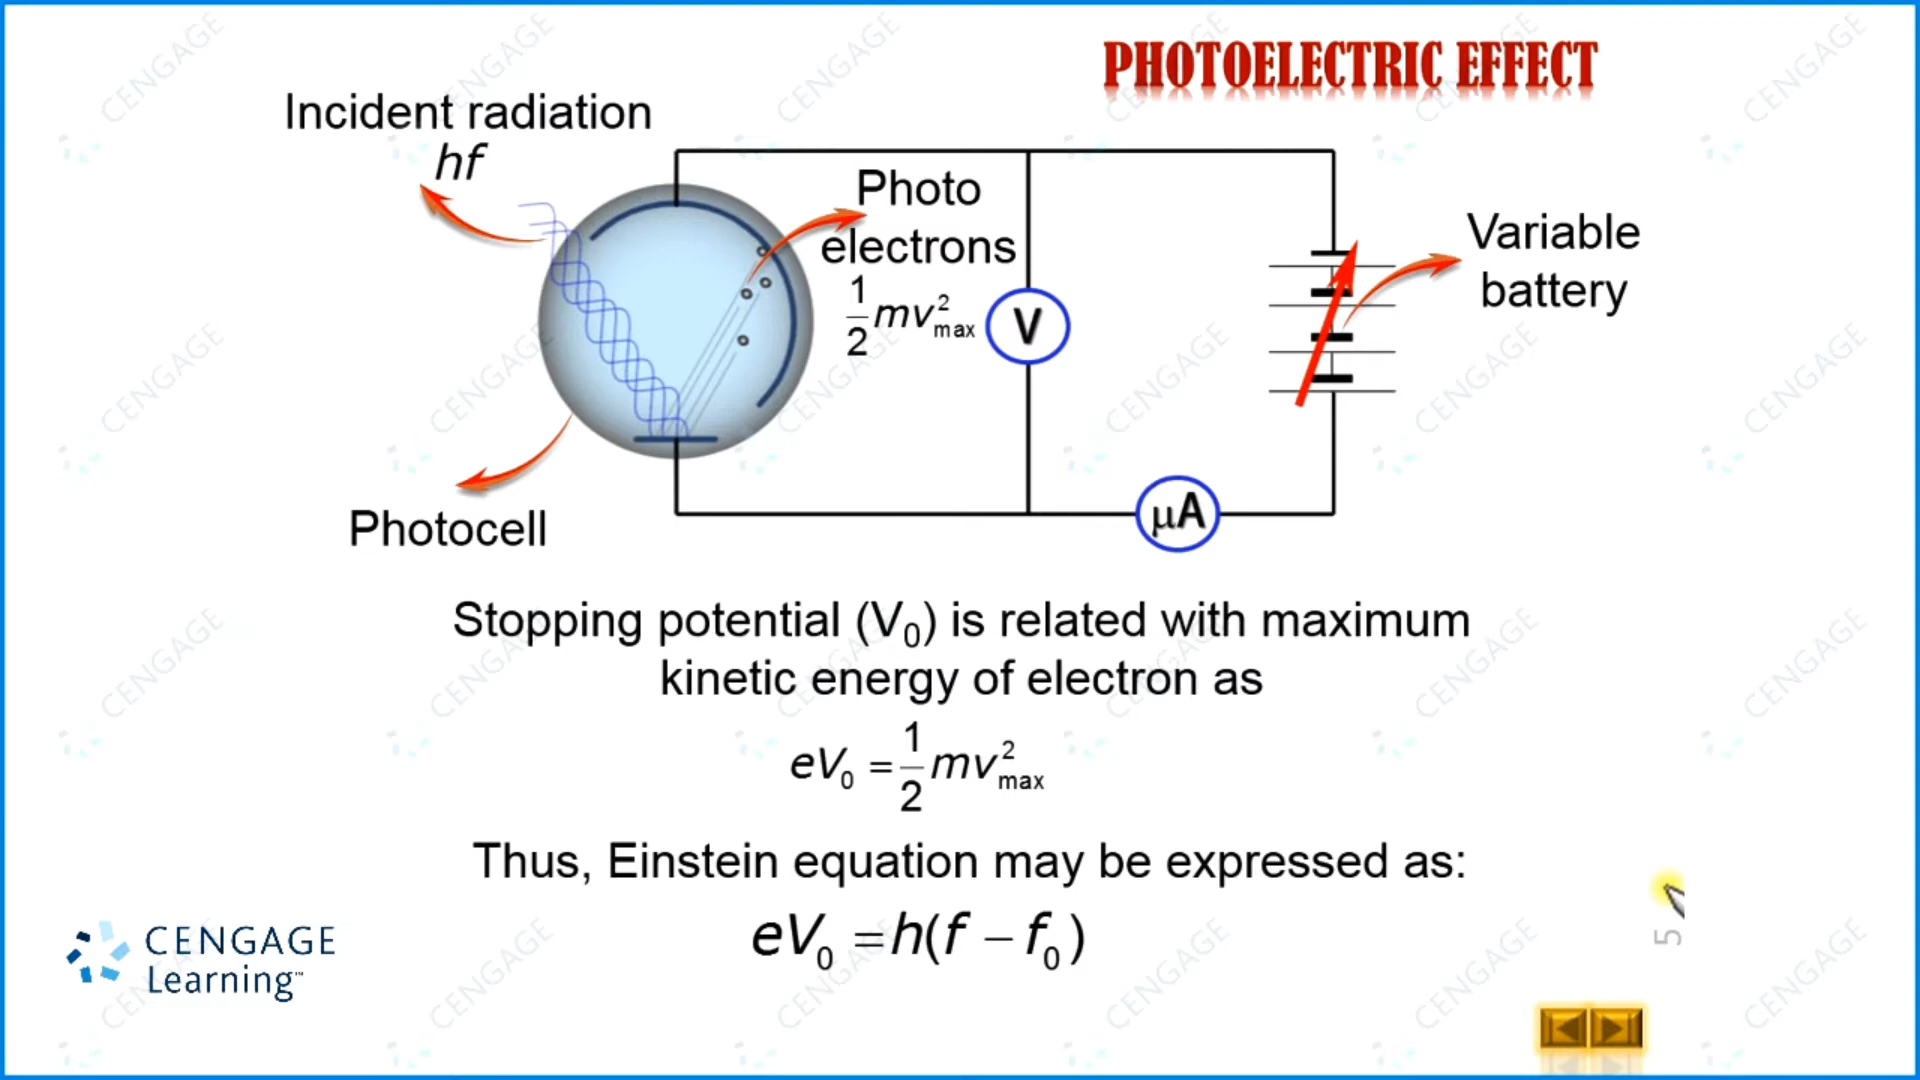 PHOTOELECTRIC EFFECT
Incident radiation
hf
Photo
electrons
1/2 mv²max
V
Variable
battery
Photocell
μA
Stopping potential (V₀) is related with maximum
kinetic energy of electron as
eV₀ = 1/2 mv²max
Thus, Einstein equation may be expressed as:
eV₀ = h(f − f₀)
CENGAGE
Learning™
5